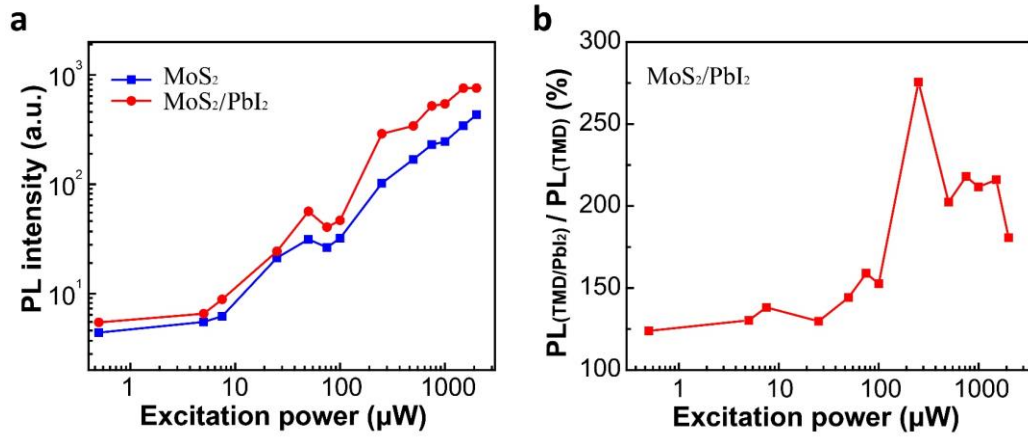 a
PL intensity (a.u.)
10³
10²
10¹
MoS₂
MoS₂/PbI₂
1 10 100 1000
Excitation power (µW)
b
PL(TMD/PbI₂) / PL(TMD) (%)
300
250
200
150
100
MoS₂/PbI₂
1 10 100 1000
Excitation power (µW)